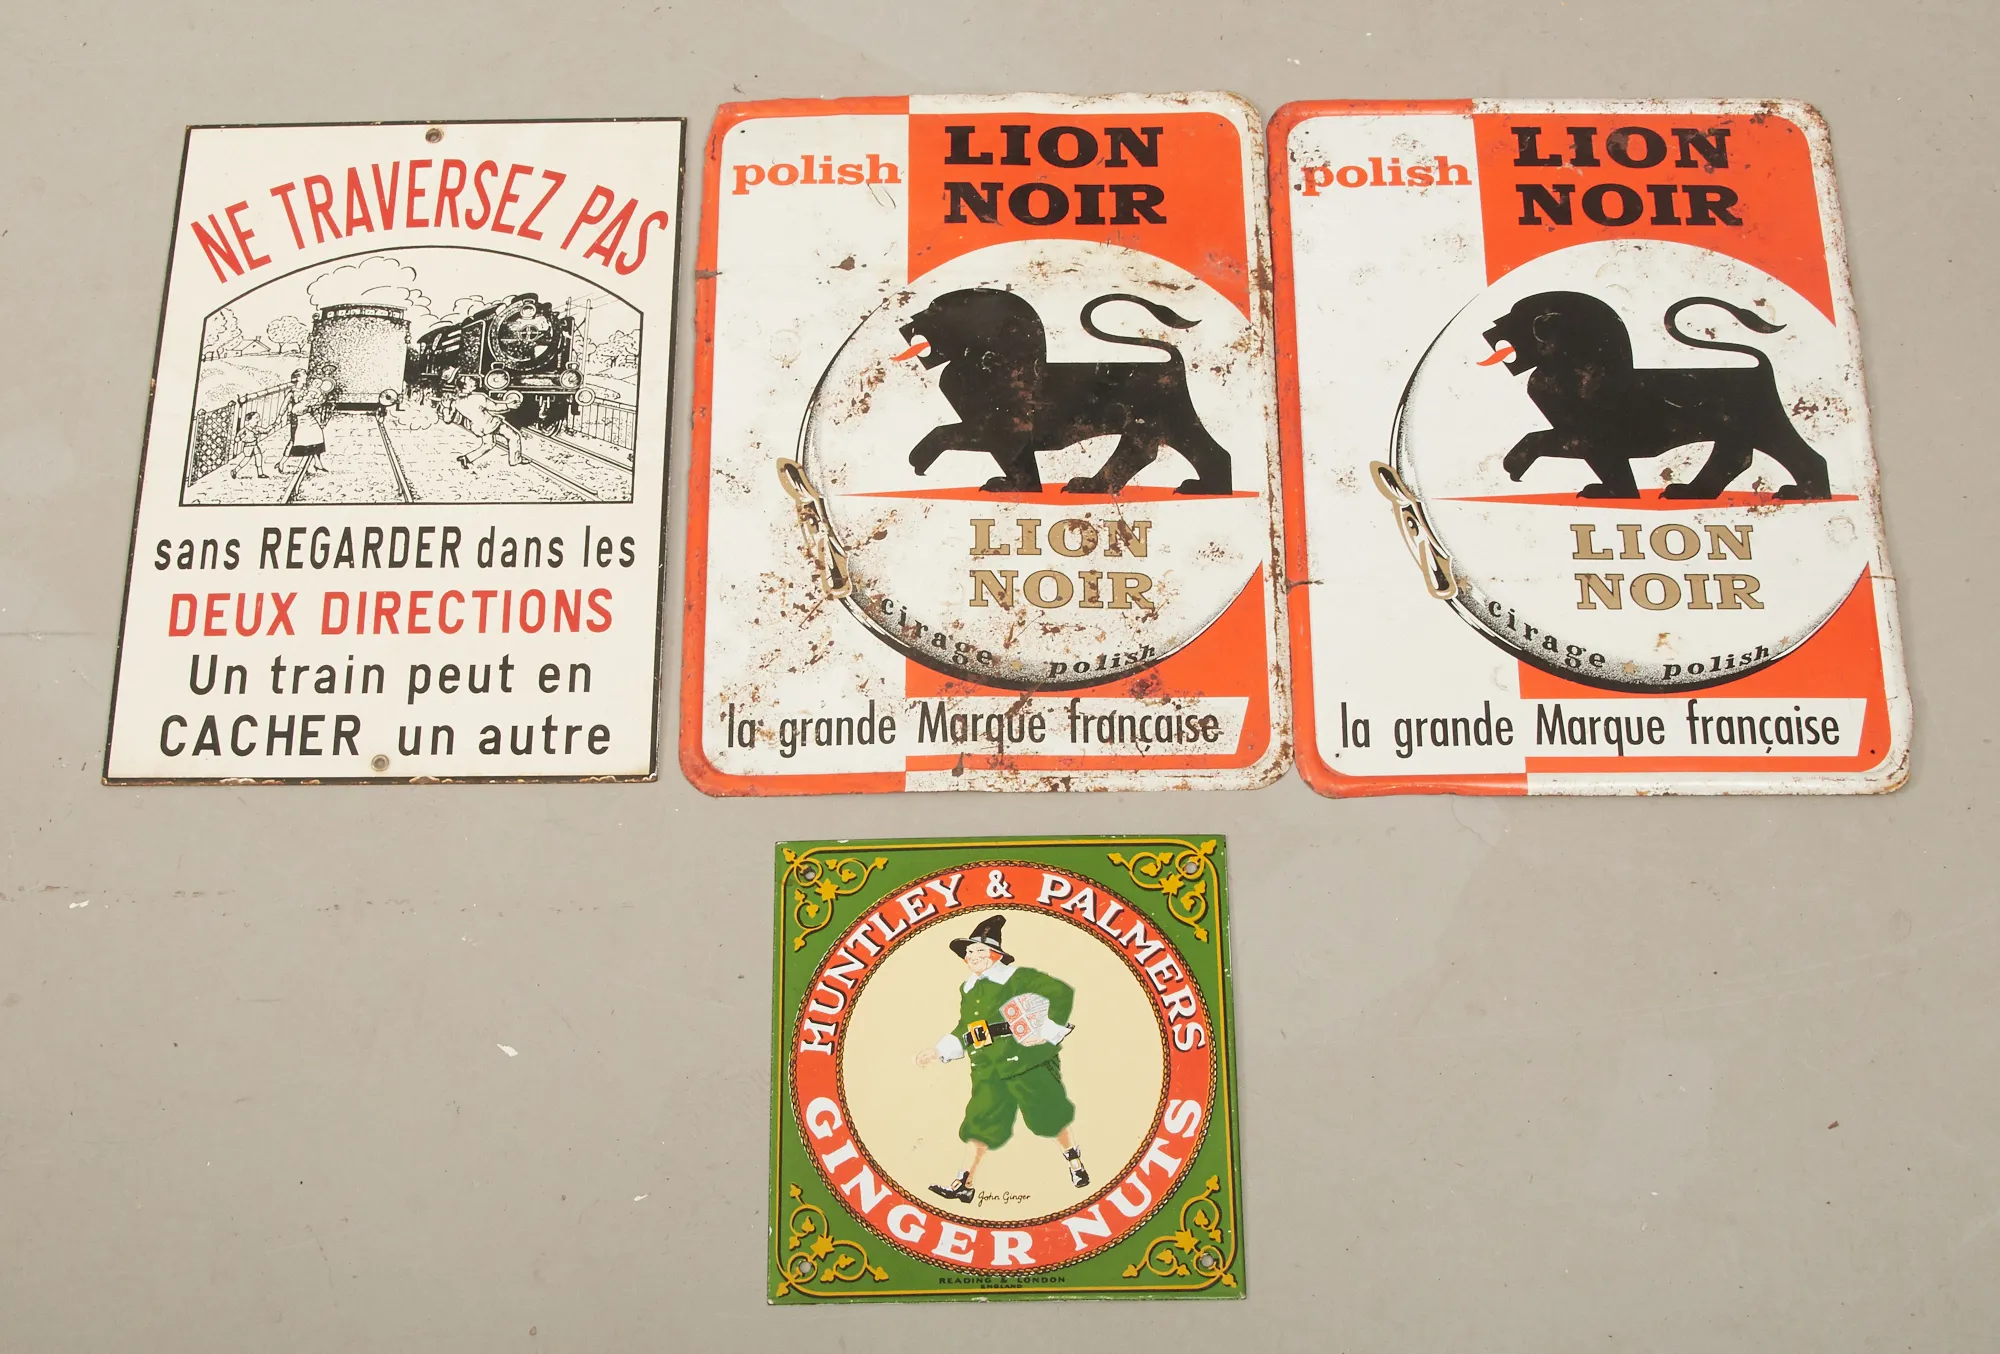 NE TRAVERSEZ PAS
sans REGARDER dans les
DEUX DIRECTIONS
Un train peut en
CACHER un autre
polish
LION
NOIR
LION
NOIR
cirage polish
la grande Marque française
polish
LION
NOIR
LION
NOIR
cirage polish
la grande Marque française
HUNTLEY & PALMERS
John Ginger
GINGER NUTS
READING & LONDON
ENGLAND